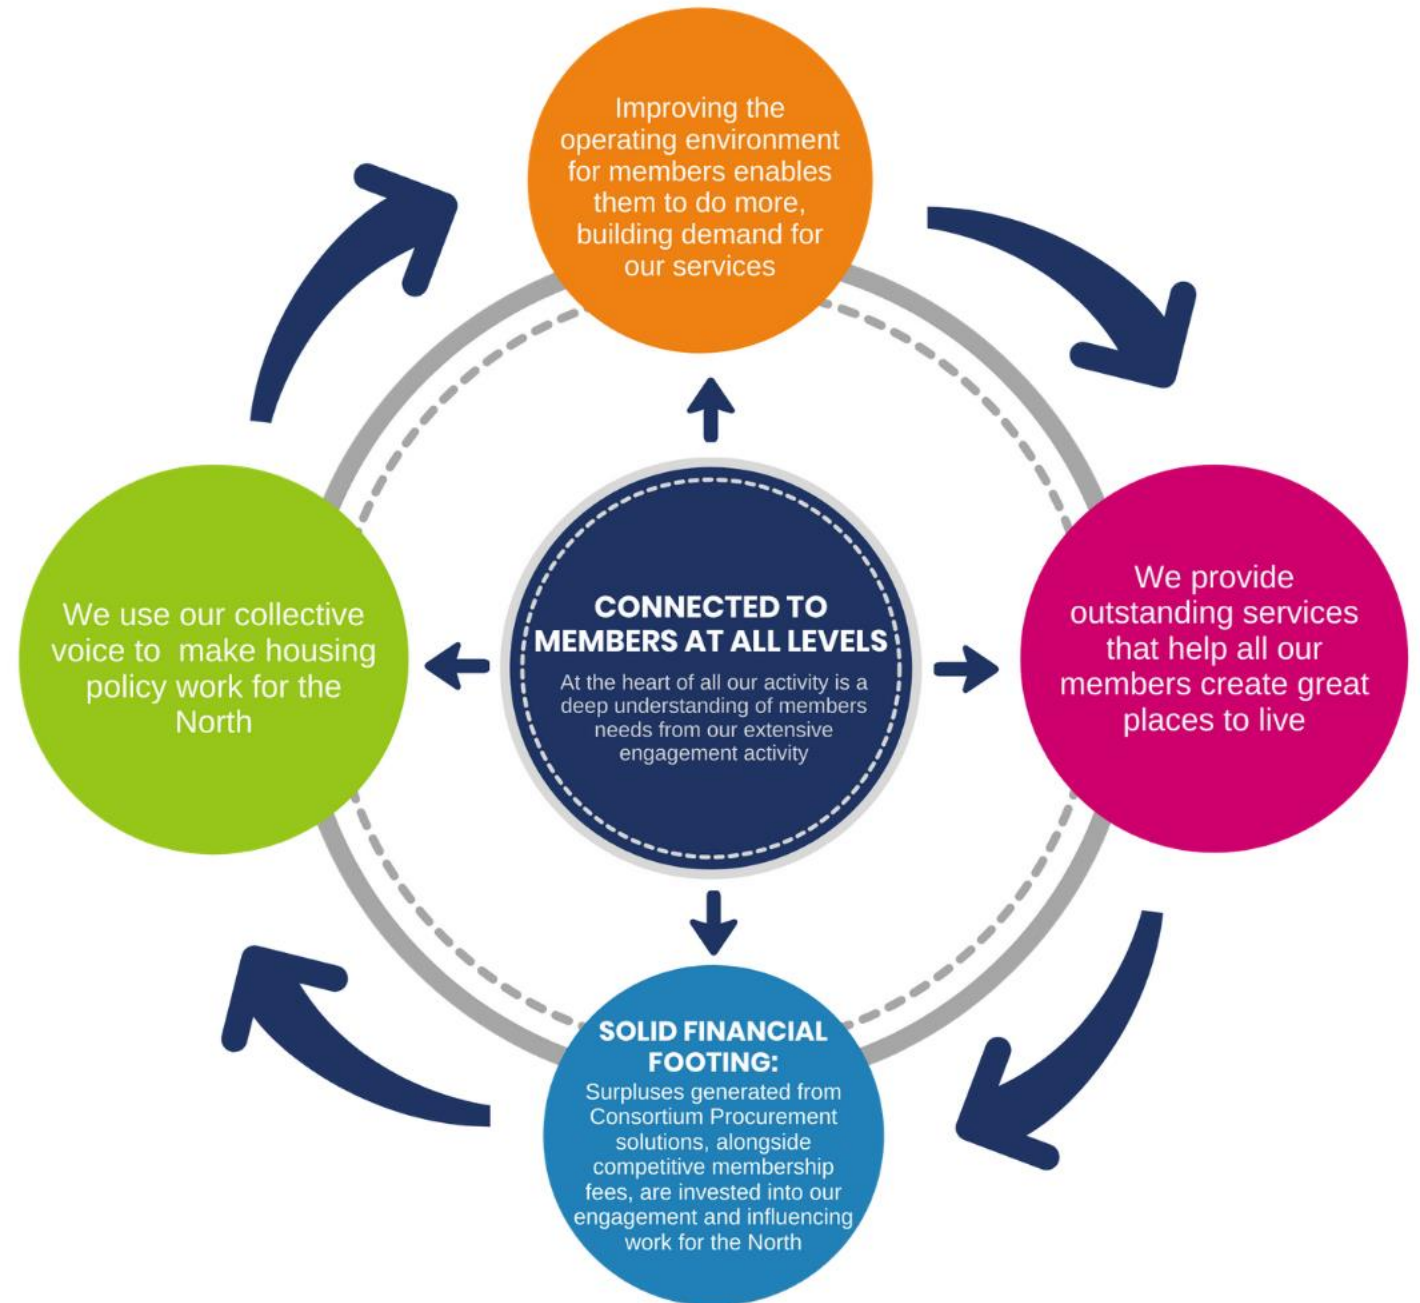 Improving the
operating environment
for members enables
them to do more,
building demand for
our services
We use our collective
voice to  make housing
policy work for the
North
CONNECTED TO
MEMBERS AT ALL LEVELS
At the heart of all our activity is a
deep understanding of members
needs from our extensive
engagement activity
We provide
outstanding services
that help all our
members create great
places to live
SOLID FINANCIAL
FOOTING:
Surpluses generated from
Consortium Procurement
solutions, alongside
competitive membership
fees, are invested into our
engagement and influencing
work for the North